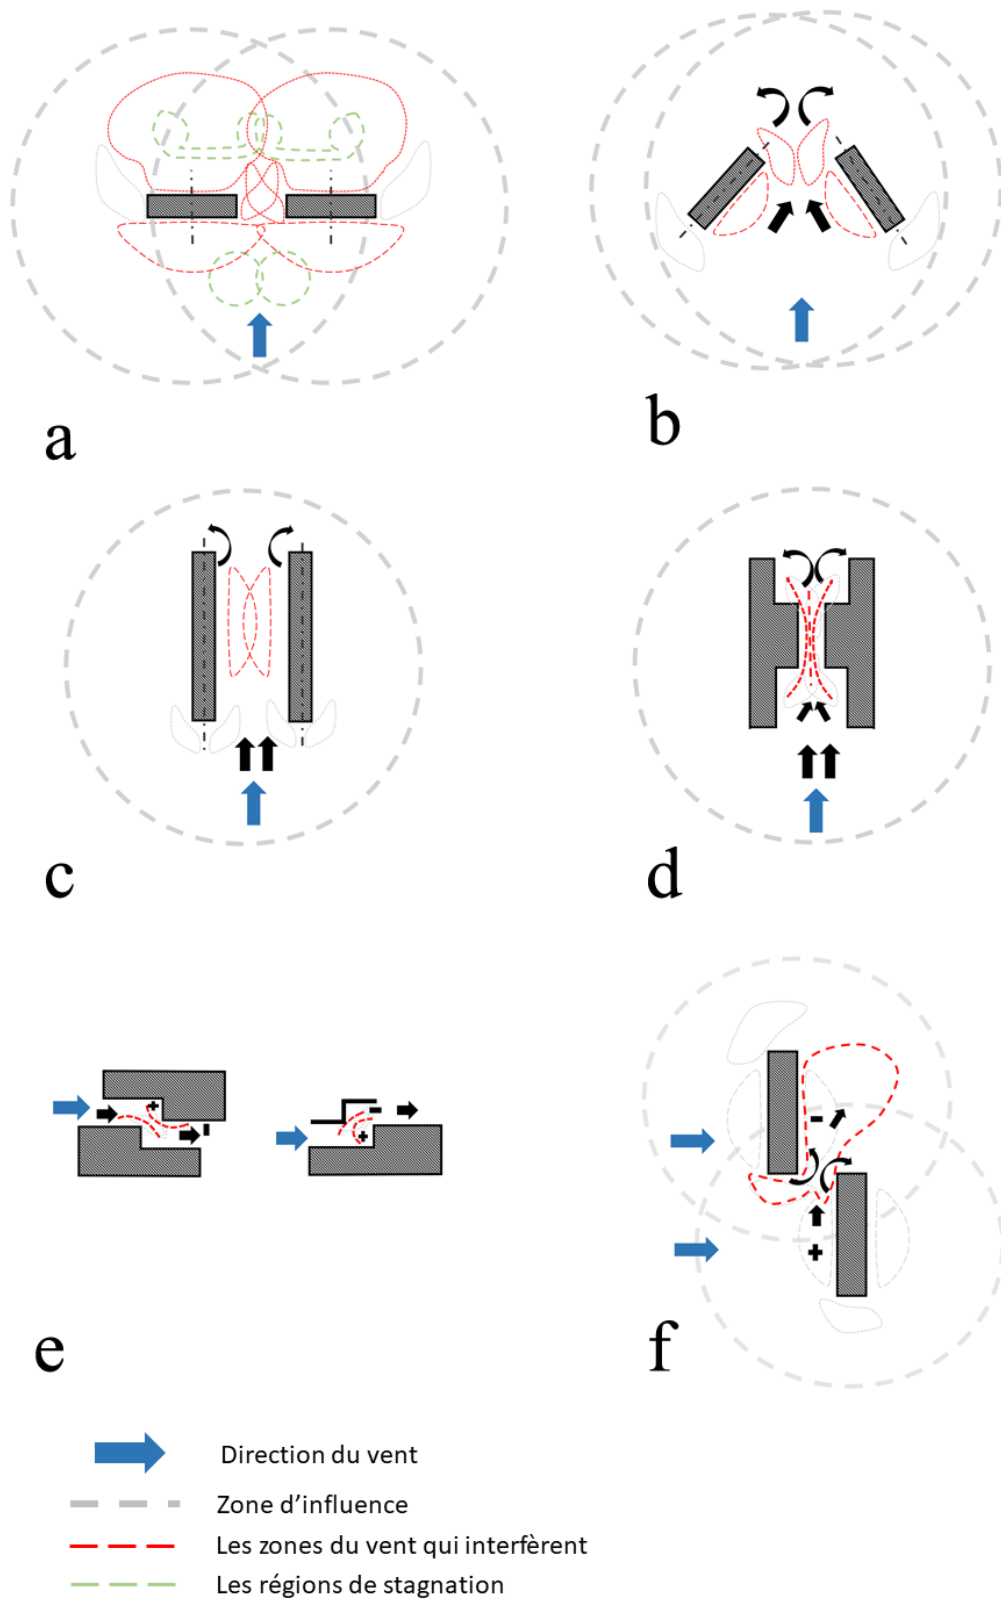 a
b
c
d
+
-
+
-
+
e
f
Direction du vent
Zone d'influence
Les zones du vent qui interfèrent
Les régions de stagnation